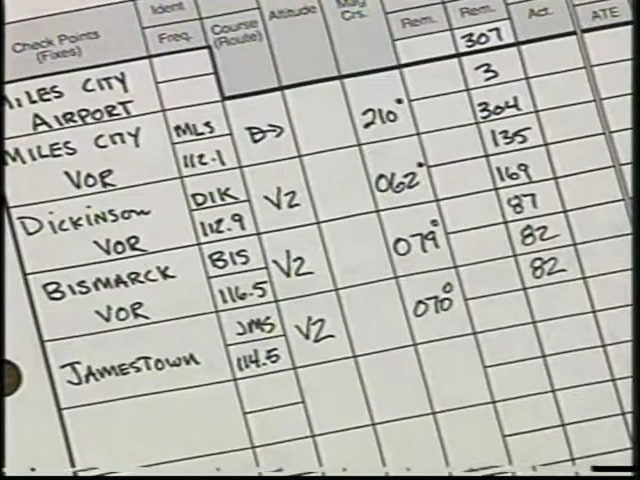 Ident
Altitude
Mag
Crs.
Check Points
(Fixes)
Freq.
Course
(Route)
Rem.
Rem.
Act.
ATE
307
MILES CITY
AIRPORT
3
MILES CITY
VOR
MLS
112.1
D→
210°
304
135
Dickinson
VOR
DIK
112.9
V2
062°
169
87
BISMARCK
VOR
BIS
116.5
V2
079°
82
82
JAMESTOWN
JMS
114.5
V2
070°